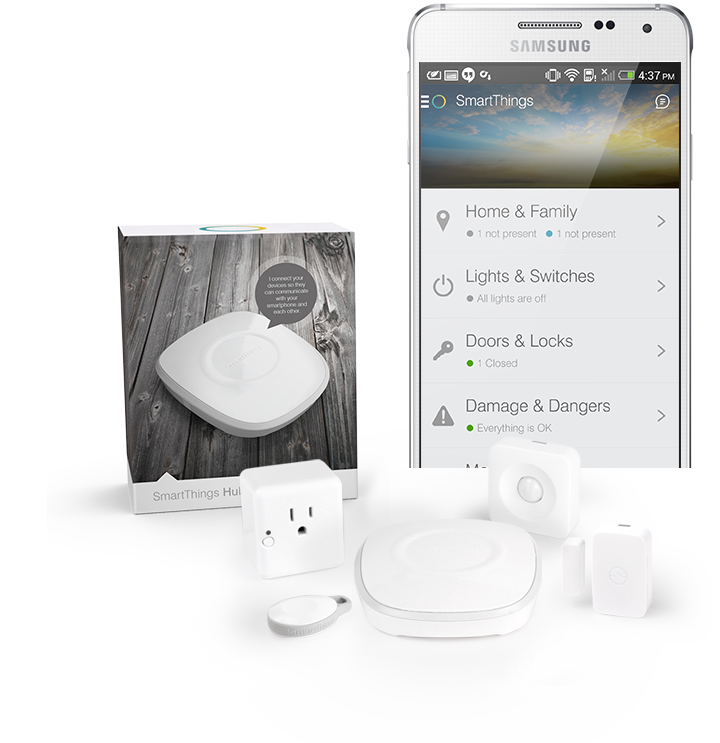 SAMSUNG
4:37 PM
SmartThings
Home & Family
1 not present 1 not present
Lights & Switches
All lights are off
Doors & Locks
1 Closed
Damage & Dangers
Everything is OK
I connect your
devices so they
can communicate
with your
smartphone and
each other.
SmartThings Hu